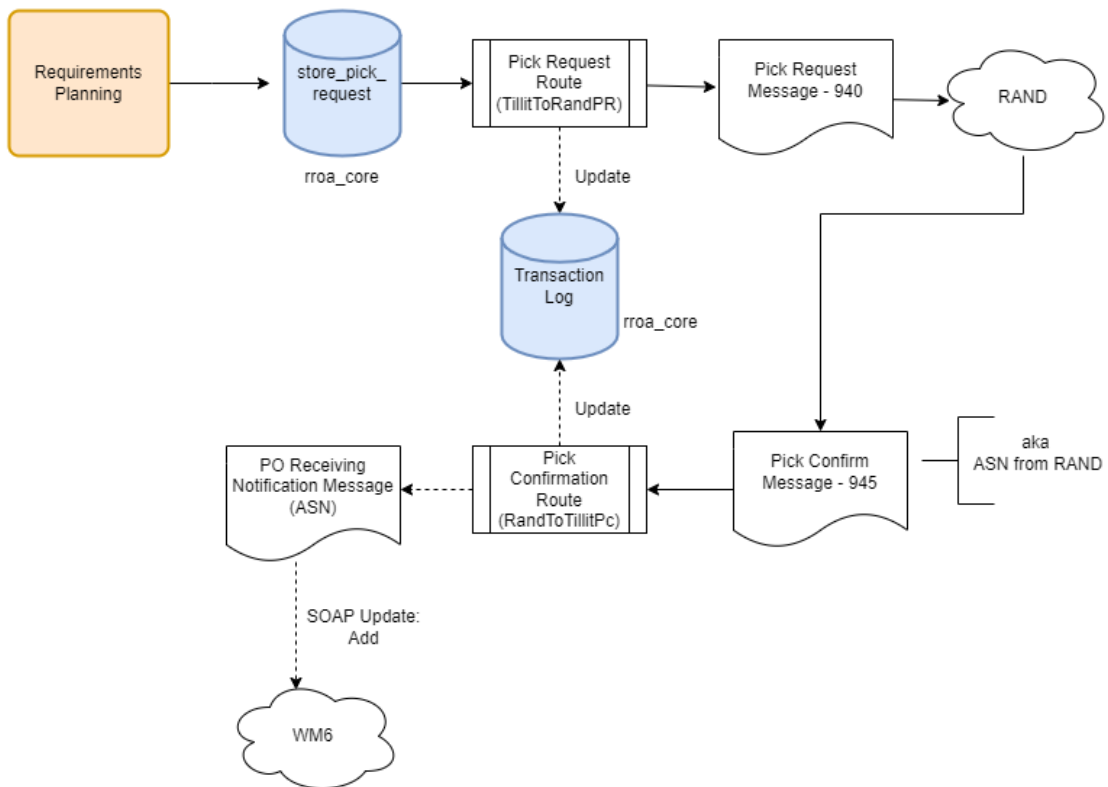 Requirements
Planning
store_pick_
request
rroa_core
Pick Request
Route
(TillitToRandPR)
Pick Request
Message - 940
RAND
Update
Transaction
Log
rroa_core
Update
PO Receiving
Notification Message
(ASN)
Pick
Confirmation
Route
(RandToTillitPc)
Pick Confirm
Message - 945
aka
ASN from RAND
SOAP Update:
Add
WM6